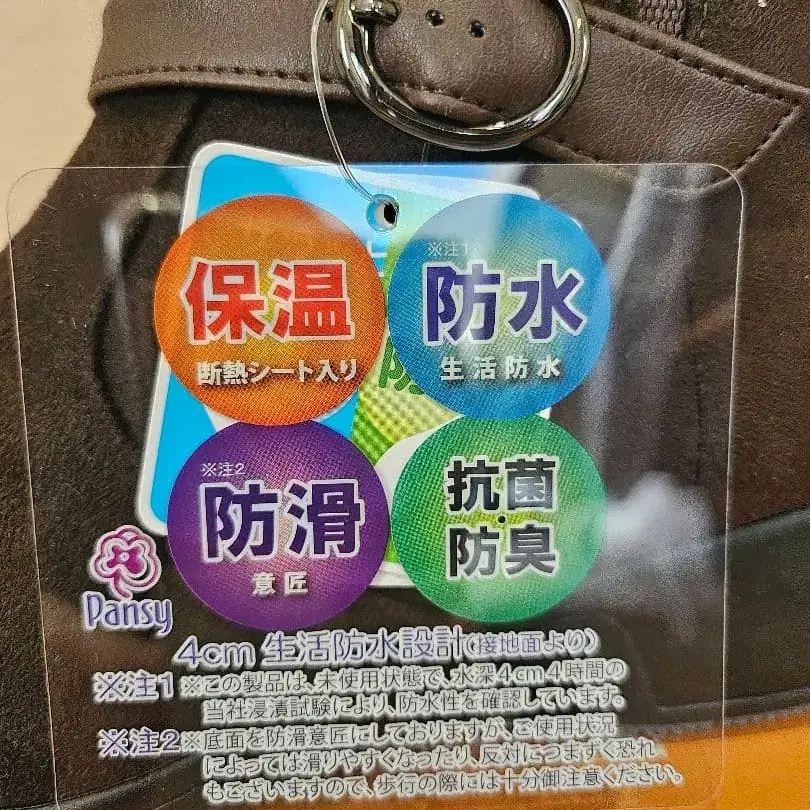 保温
断熱シート入り
※注1
防水
生活防水
※注2
防滑
意匠
抗菌
・
防臭
Pansy
4cm 生活防水設計(接地面より)
※注1 ※この製品は、未使用状態で、水深4cm 4時間の
当社浸漬試験により、防水性を確認しています。
※注2 ※底面を防滑意匠にしておりますが、ご使用状況
によっては滑りやすくなったり、反対につまずく恐れ
もございますので、歩行の際には十分御注意ください。